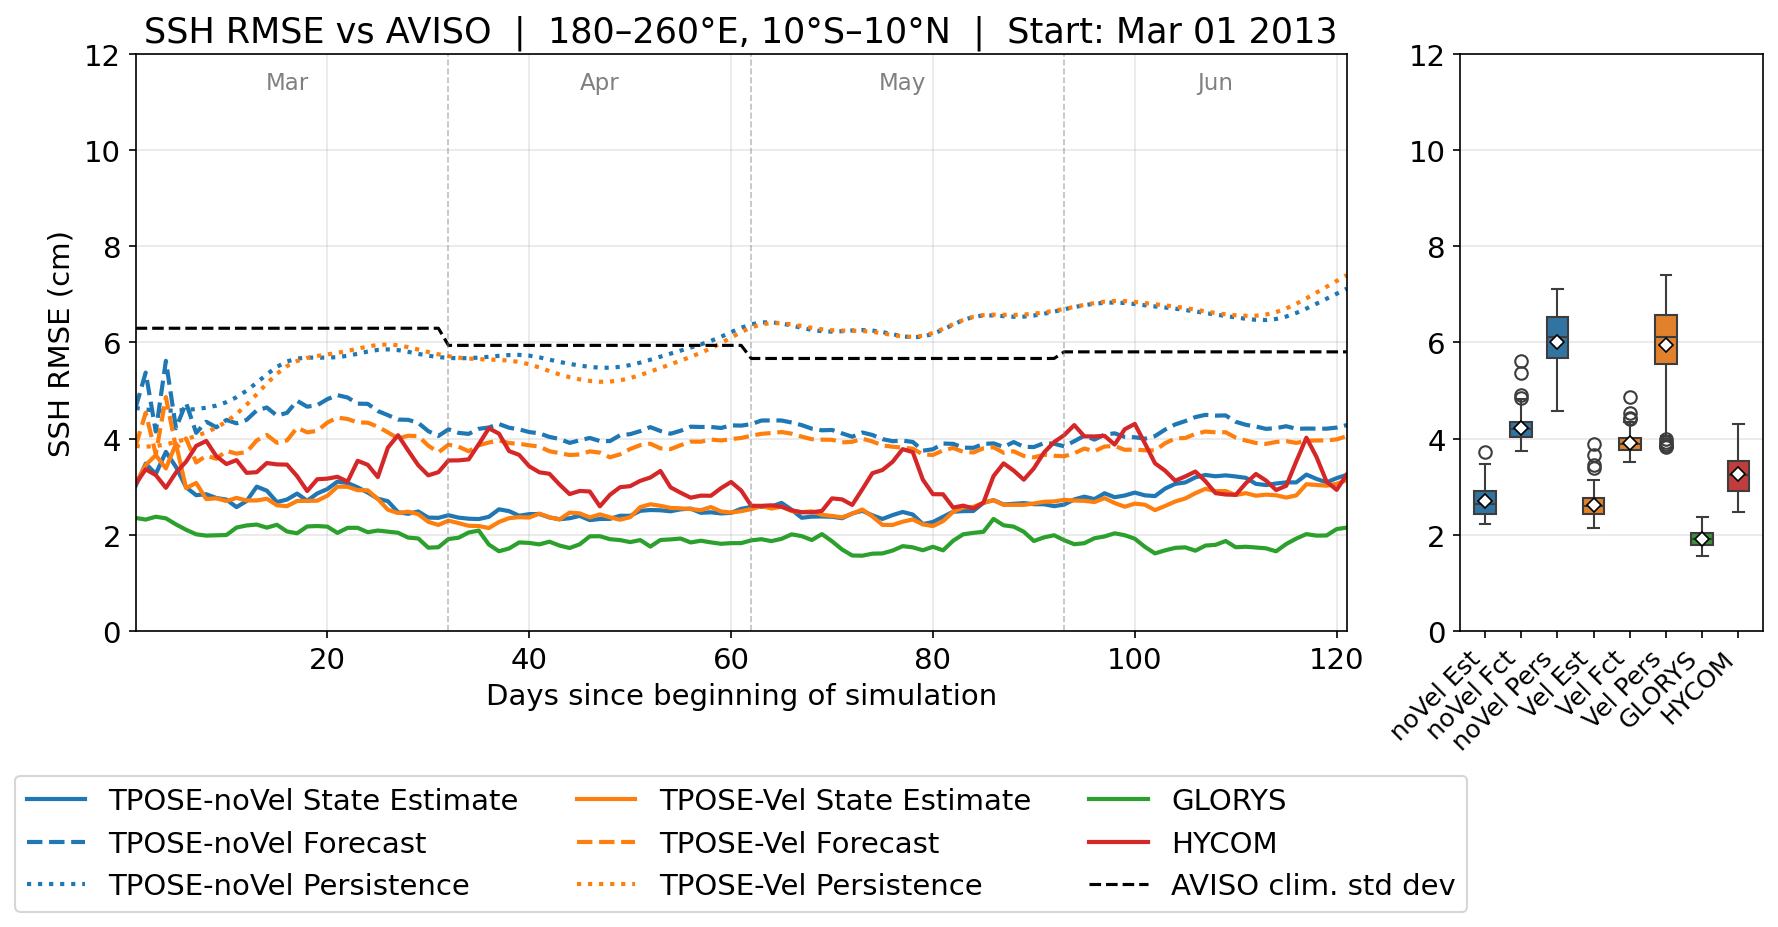 SSH RMSE vs AVISO | 180–260°E, 10°S–10°N | Start: Mar 01 2013
SSH RMSE (cm)
12
10
8
6
4
2
0
Mar
Apr
May
Jun
20
40
60
80
100
120
Days since beginning of simulation
12
10
8
6
4
2
0
noVel Est
noVel Fct
noVel Pers
Vel Est
Vel Fct
Vel Pers
GLORYS
HYCOM
TPOSE-noVel State Estimate
TPOSE-noVel Forecast
TPOSE-noVel Persistence
TPOSE-Vel State Estimate
TPOSE-Vel Forecast
TPOSE-Vel Persistence
GLORYS
HYCOM
AVISO clim. std dev